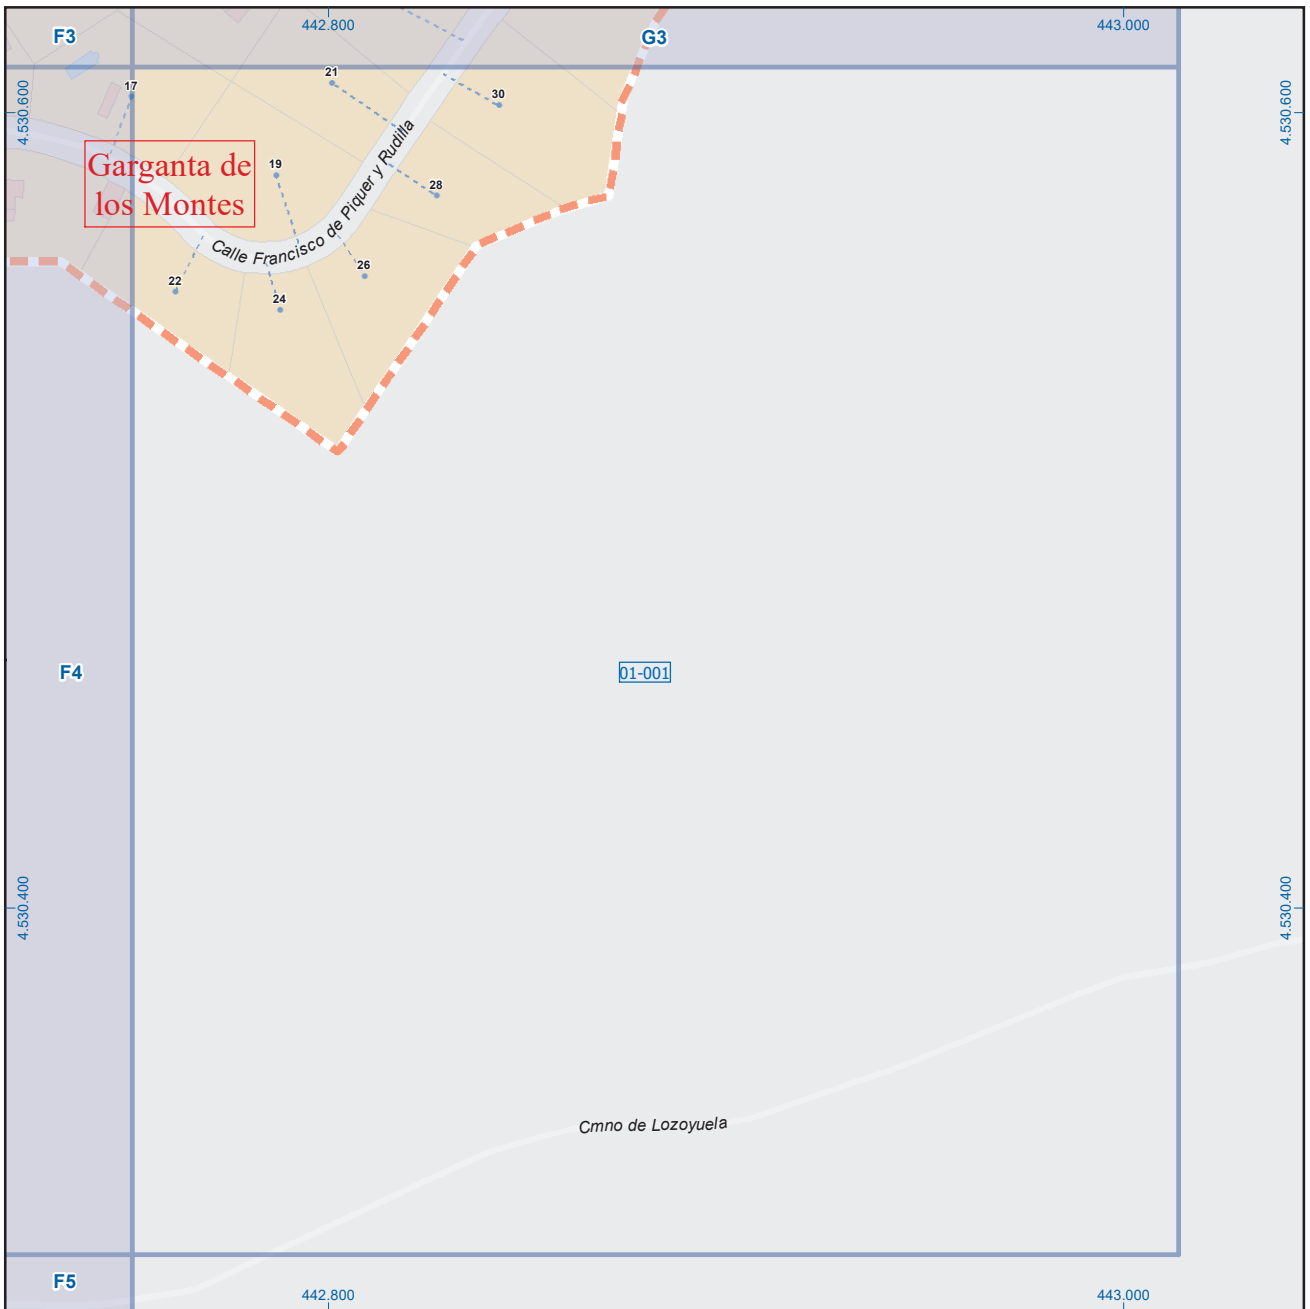 442.800
443.000
F3
G3
21
17
30
4.530.600
4.530.600
Garganta de
los Montes
19
28
Calle Francisco de Piquer y Rudilla
26
22
24
F4
01-001
4.530.400
4.530.400
Cmno de Lozoyuela
F5
442.800
443.000